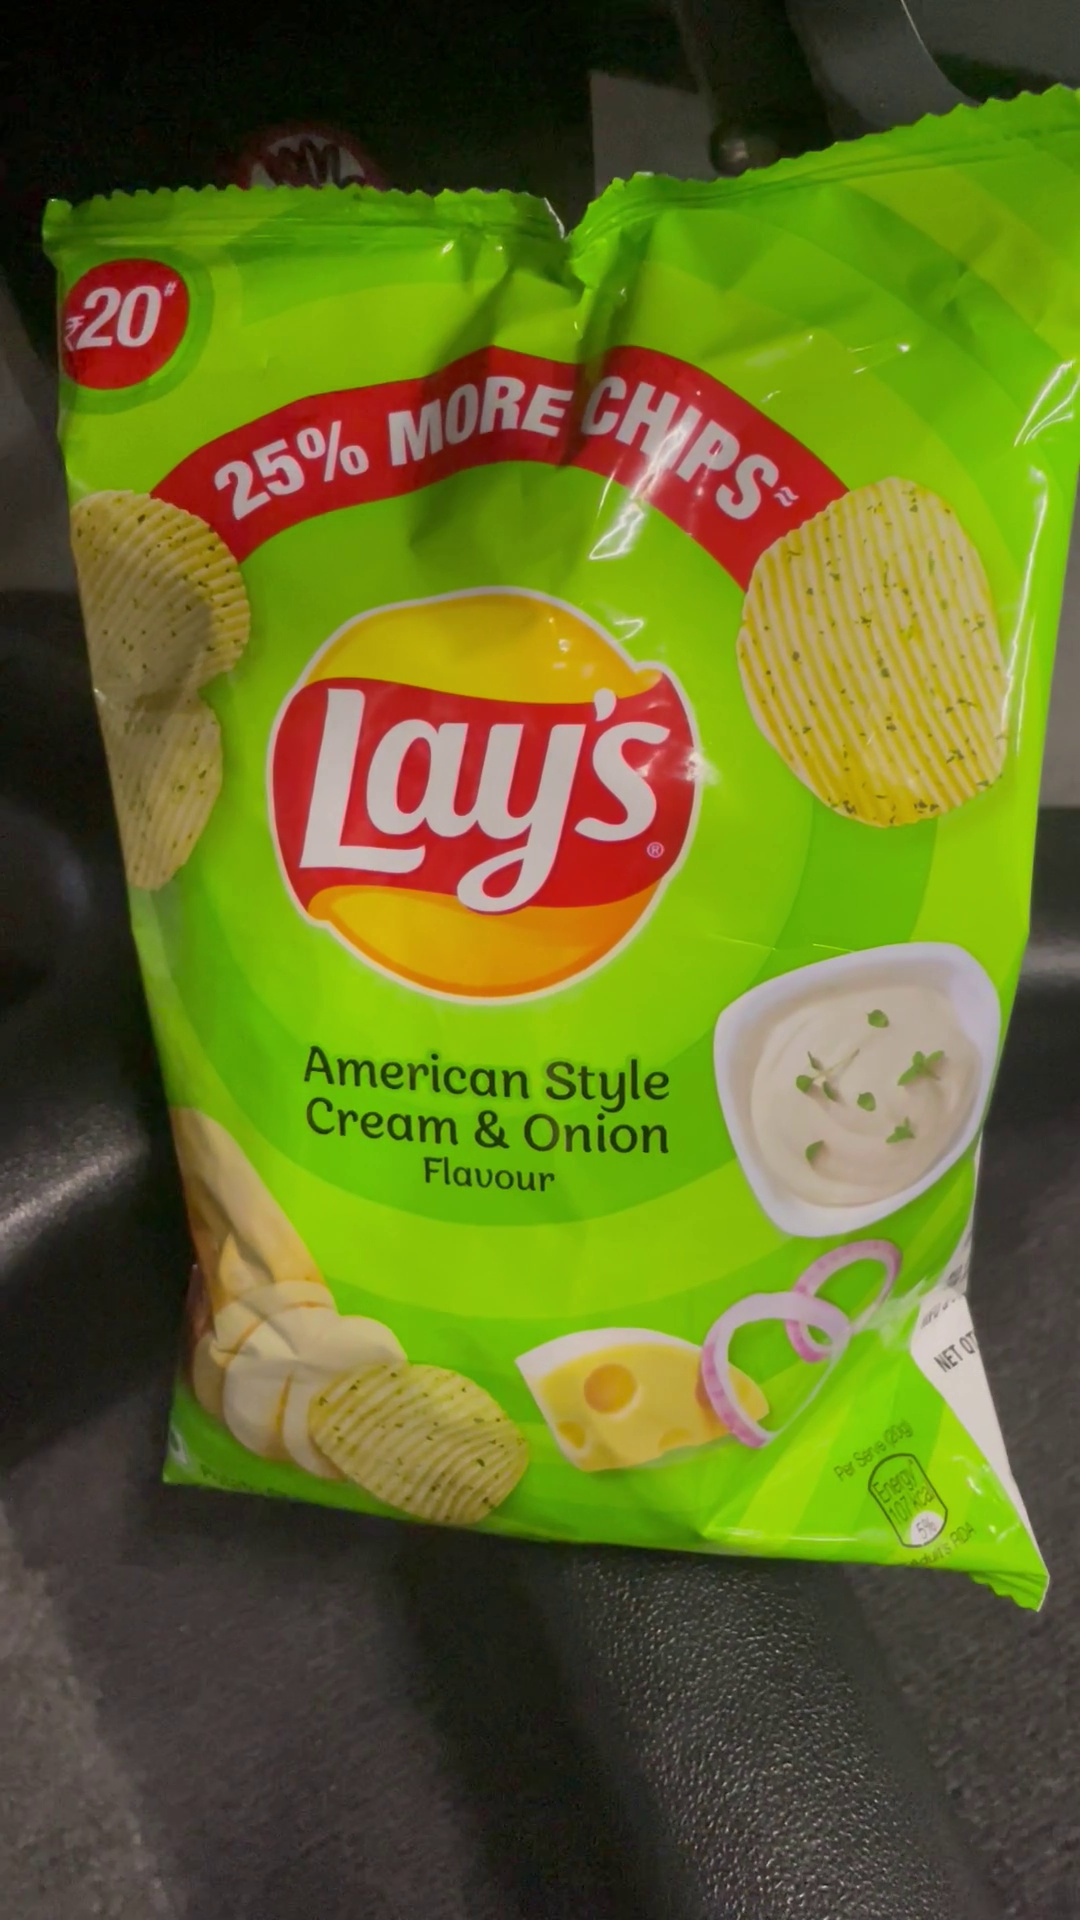 ₹20#
25% MORE CHIPS≈
Lay's®
American Style
Cream & Onion
Flavour
NET QT
Per Serve (20g)
Energy
107 kcal
5%
RDA